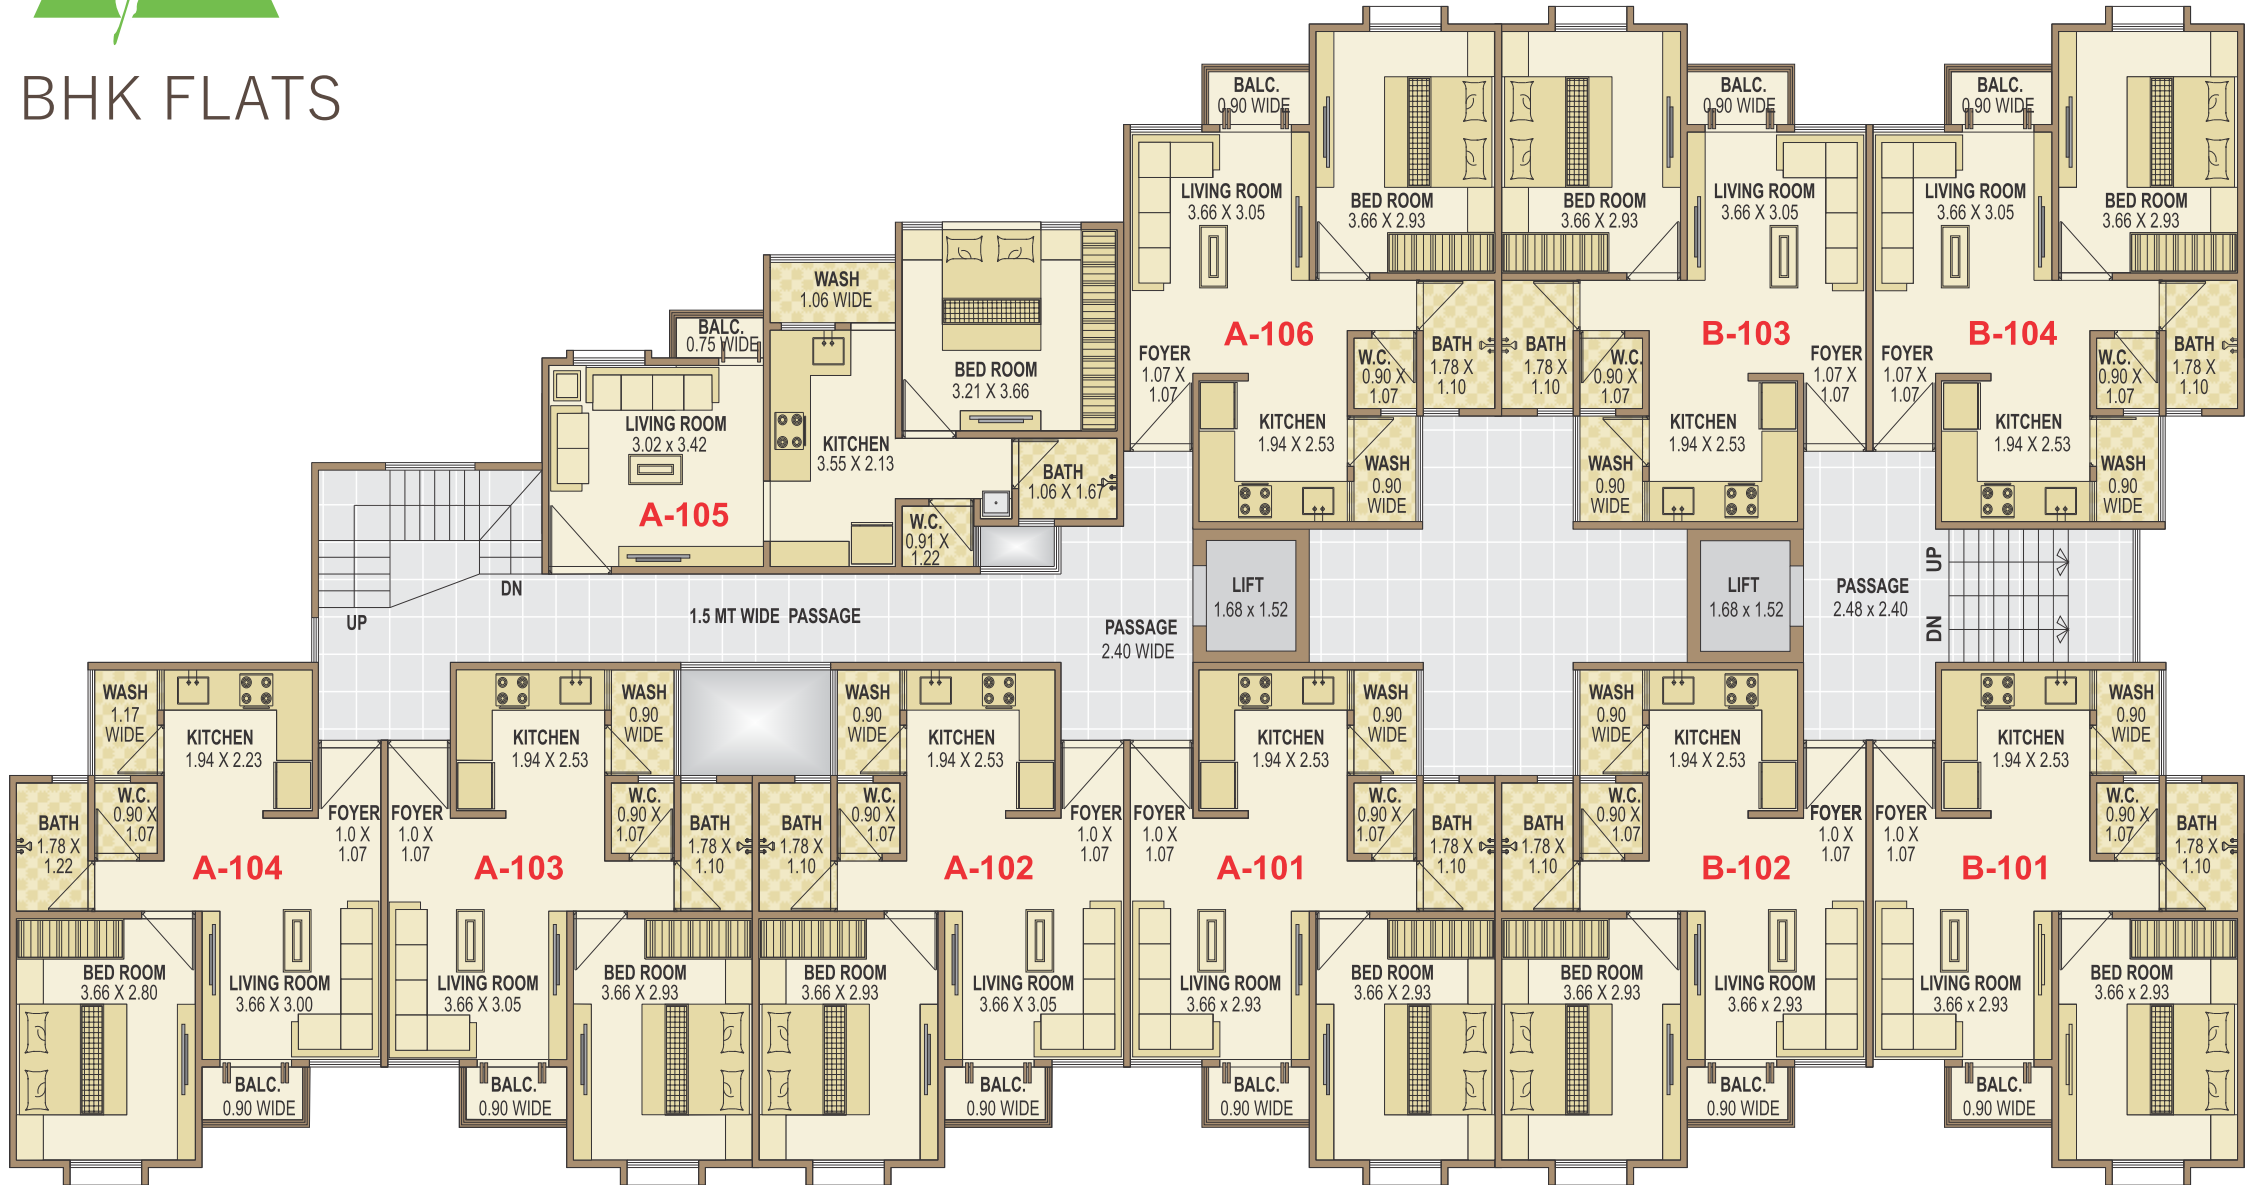 BHK FLATS
BALC.
0.90 WIDE
LIVING ROOM
3.66 X 3.05
BED ROOM
3.66 X 2.93
A-106
FOYER
1.07 X
1.07
W.C.
0.90 X
1.07
BATH
1.78 X
1.10
KITCHEN
1.94 X 2.53
WASH
0.90
WIDE
BALC.
0.90 WIDE
BED ROOM
3.66 X 2.93
LIVING ROOM
3.66 X 3.05
B-103
BATH
1.78 X
1.10
W.C.
0.90 X
1.07
FOYER
1.07 X
1.07
KITCHEN
1.94 X 2.53
WASH
0.90
WIDE
BALC.
0.90 WIDE
LIVING ROOM
3.66 X 3.05
BED ROOM
3.66 X 2.93
B-104
FOYER
1.07 X
1.07
W.C.
0.90 X
1.07
BATH
1.78 X
1.10
KITCHEN
1.94 X 2.53
WASH
0.90
WIDE
WASH
1.06 WIDE
BALC.
0.75 WIDE
BED ROOM
3.21 X 3.66
LIVING ROOM
3.02 x 3.42
KITCHEN
3.55 X 2.13
BATH
1.06 X 1.67
A-105
W.C.
0.91 X
1.22
DN
UP
1.5 MT WIDE PASSAGE
PASSAGE
2.40 WIDE
LIFT
1.68 x 1.52
LIFT
1.68 x 1.52
PASSAGE
2.48 x 2.40
UP
DN
WASH
1.17
WIDE
KITCHEN
1.94 X 2.23
BATH
1.78 X
1.22
W.C.
0.90 X
1.07
FOYER
1.0 X
1.07
A-104
BED ROOM
3.66 X 2.80
LIVING ROOM
3.66 X 3.00
BALC.
0.90 WIDE
KITCHEN
1.94 X 2.53
WASH
0.90
WIDE
FOYER
1.0 X
1.07
W.C.
0.90 X
1.07
BATH
1.78 X
1.10
A-103
LIVING ROOM
3.66 X 3.05
BED ROOM
3.66 X 2.93
BALC.
0.90 WIDE
WASH
0.90
WIDE
KITCHEN
1.94 X 2.53
BATH
1.78 X
1.10
W.C.
0.90 X
1.07
FOYER
1.0 X
1.07
A-102
BED ROOM
3.66 X 2.93
LIVING ROOM
3.66 X 3.05
BALC.
0.90 WIDE
KITCHEN
1.94 X 2.53
WASH
0.90
WIDE
FOYER
1.0 X
1.07
W.C.
0.90 X
1.07
BATH
1.78 X
1.10
A-101
LIVING ROOM
3.66 x 2.93
BED ROOM
3.66 X 2.93
BALC.
0.90 WIDE
WASH
0.90
WIDE
KITCHEN
1.94 X 2.53
BATH
1.78 X
1.10
W.C.
0.90 X
1.07
FOYER
1.0 X
1.07
B-102
BED ROOM
3.66 X 2.93
LIVING ROOM
3.66 x 2.93
BALC.
0.90 WIDE
KITCHEN
1.94 X 2.53
WASH
0.90
WIDE
FOYER
1.0 X
1.07
W.C.
0.90 X
1.07
BATH
1.78 X
1.10
B-101
LIVING ROOM
3.66 x 2.93
BED ROOM
3.66 x 2.93
BALC.
0.90 WIDE